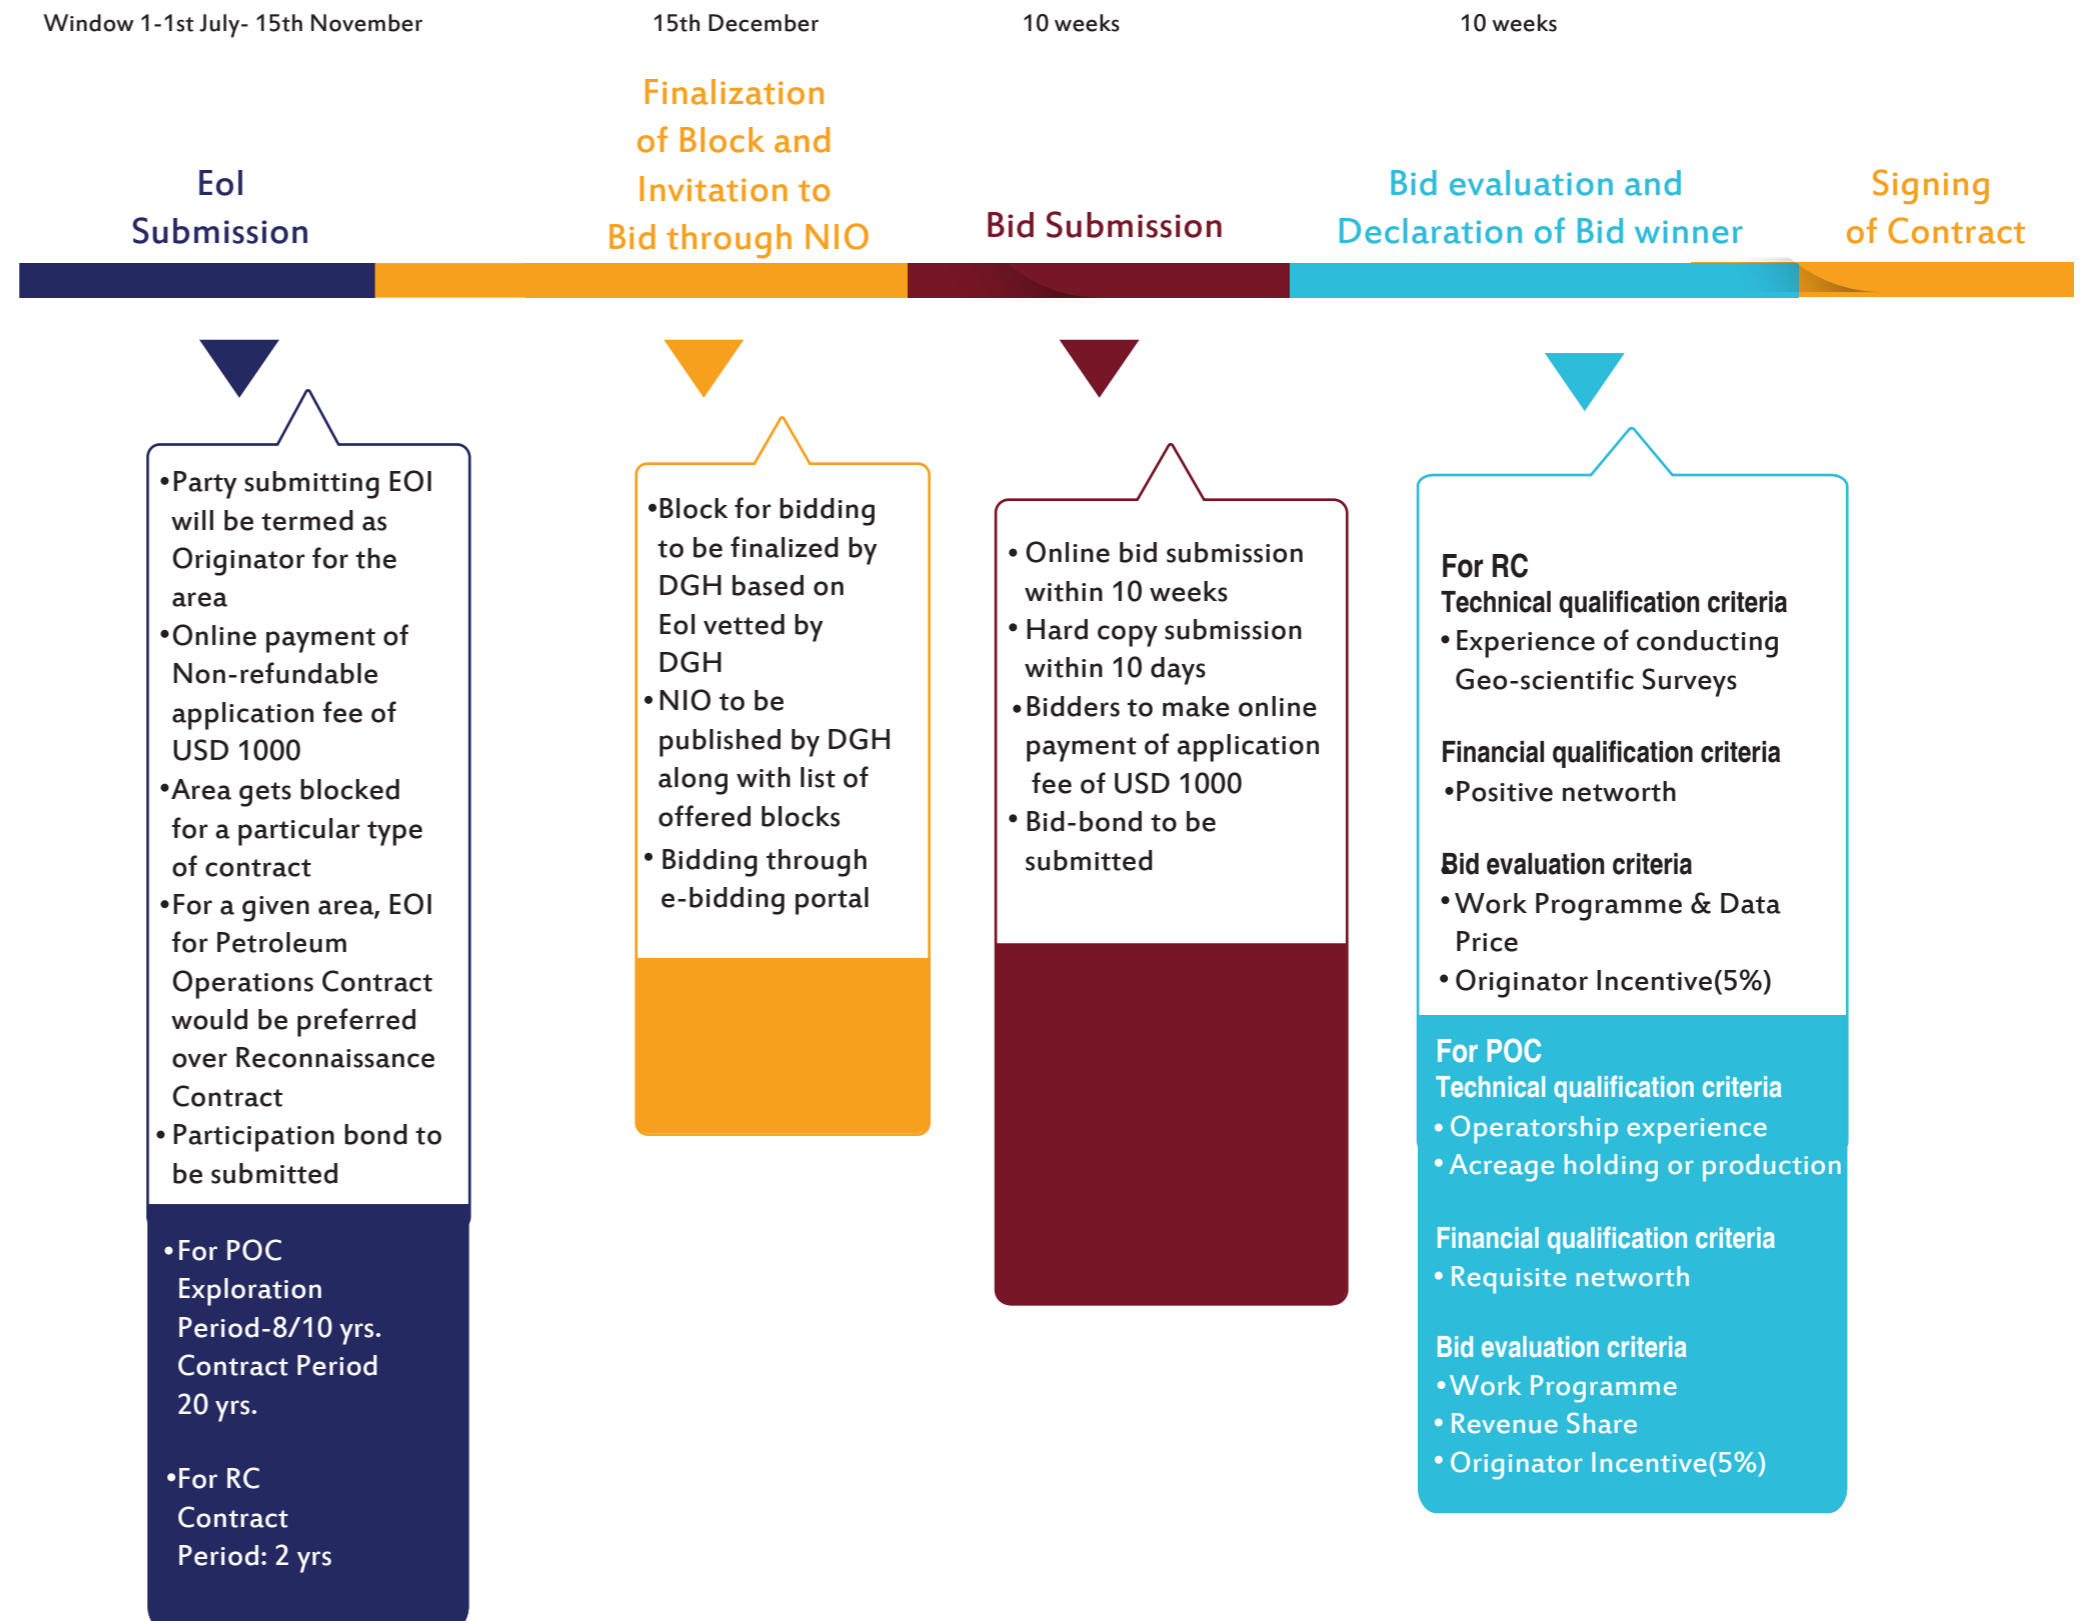 Window 1-1st July- 15th November
15th December
10 weeks
10 weeks
EoI
Submission
Finalization
of Block and
Invitation to
Bid through NIO
Bid Submission
Bid evaluation and
Declaration of Bid winner
Signing
of Contract
•Party submitting EOI
will be termed as
Originator for the
area
•Online payment of
Non-refundable
application fee of
USD 1000
•Area gets blocked
for a particular type
of contract
•For a given area, EOI
for Petroleum
Operations Contract
would be preferred
over Reconnaissance
Contract
• Participation bond to
be submitted
•For POC
Exploration
Period-8/10 yrs.
Contract Period
20 yrs.
•For RC
Contract
Period: 2 yrs
•Block for bidding
to be finalized by
DGH based on
EoI vetted by
DGH
•NIO to be
published by DGH
along with list of
offered blocks
• Bidding through
e-bidding portal
• Online bid submission
within 10 weeks
• Hard copy submission
within 10 days
•Bidders to make online
payment of application
fee of USD 1000
• Bid-bond to be
submitted
For RC
Technical qualification criteria
• Experience of conducting
Geo-scientific Surveys
Financial qualification criteria
•Positive networth
Bid evaluation criteria
• Work Programme & Data
Price
• Originator Incentive(5%)
For POC
Technical qualification criteria
• Operatorship experience
• Acreage holding or production
Financial qualification criteria
• Requisite networth
Bid evaluation criteria
•Work Programme
• Revenue Share
• Originator Incentive(5%)